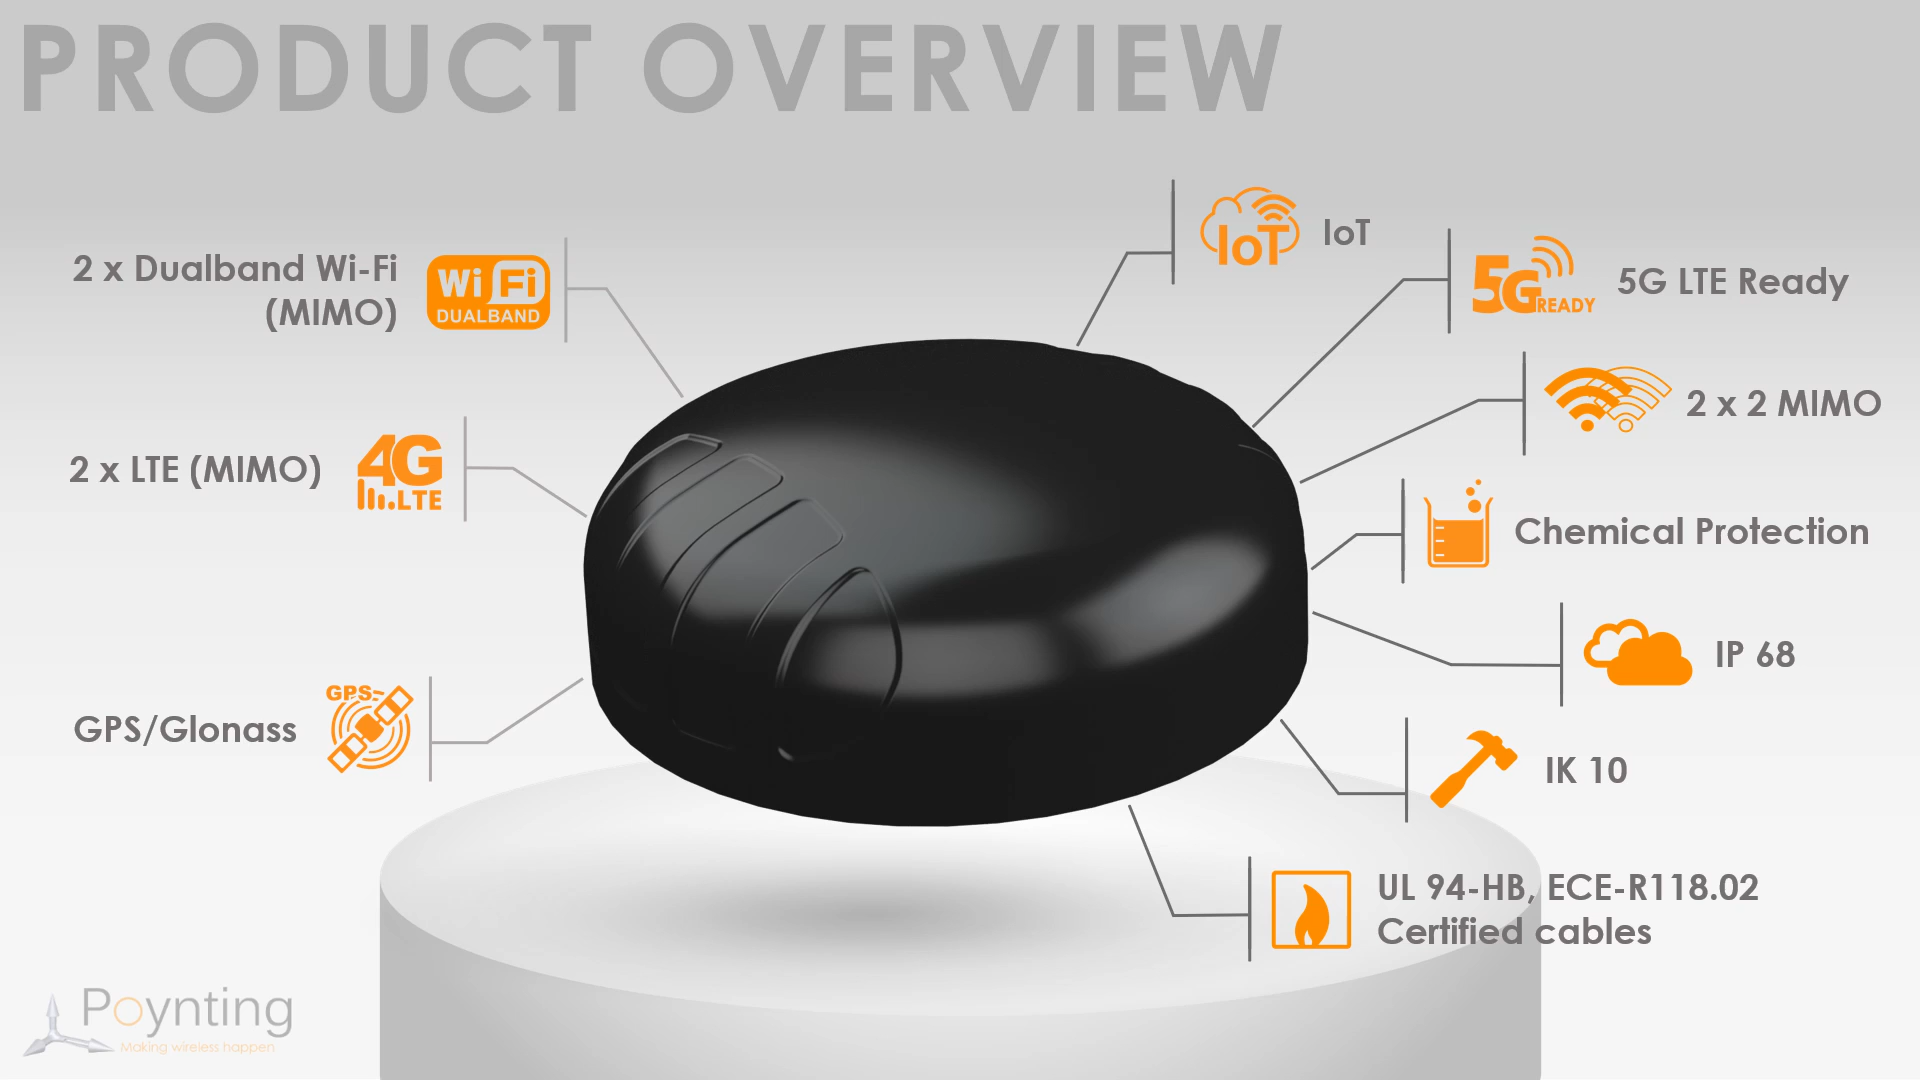 PRODUCT OVERVIEW
2 x Dualband Wi-Fi
(MIMO)
Wi Fi
DUALBAND
2 x LTE (MIMO)
4G
LTE
GPS/Glonass
GPS
IoT
IoT
5G
READY
5G LTE Ready
2 x 2 MIMO
Chemical Protection
IP 68
IK 10
UL 94-HB, ECE-R118.02
Certified cables
Poynting
Making wireless happen